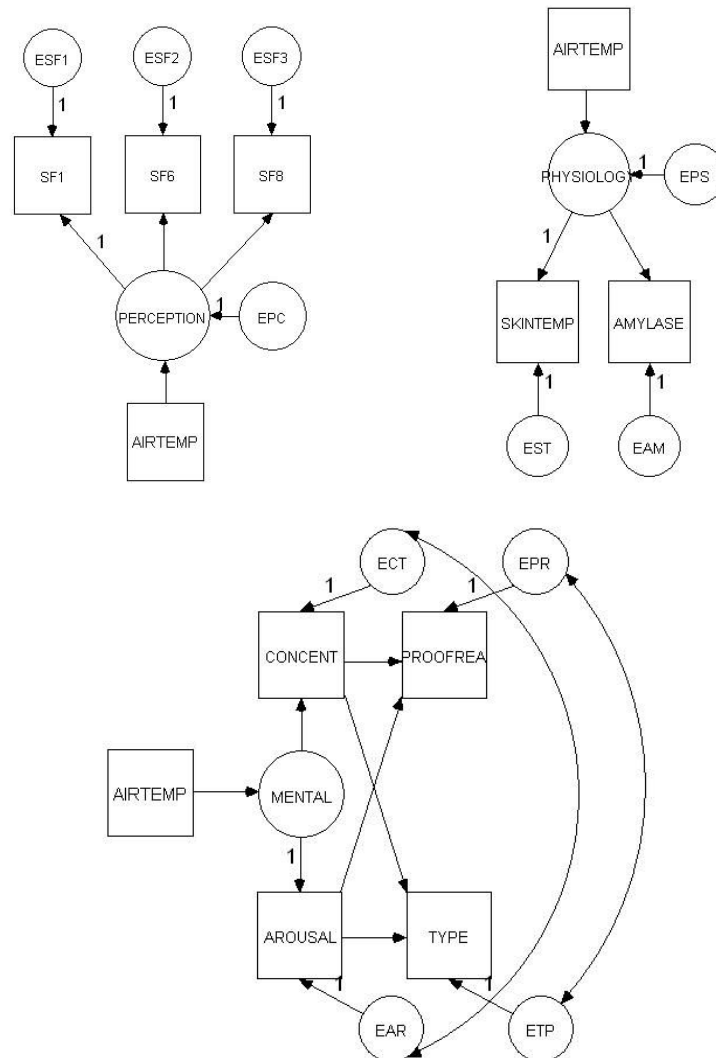 ESF1
ESF2
ESF3
1
1
1
SF1
SF6
SF8
1
PERCEPTION
1
EPC
AIRTEMP
AIRTEMP
PHYSIOLOGY
1
EPS
1
SKINTEMP
AMYLASE
1
1
EST
EAM
ECT
EPR
1
1
CONCENT
PROOFREA
AIRTEMP
MENTAL
1
AROUSAL
TYPE
1
1
EAR
ETP